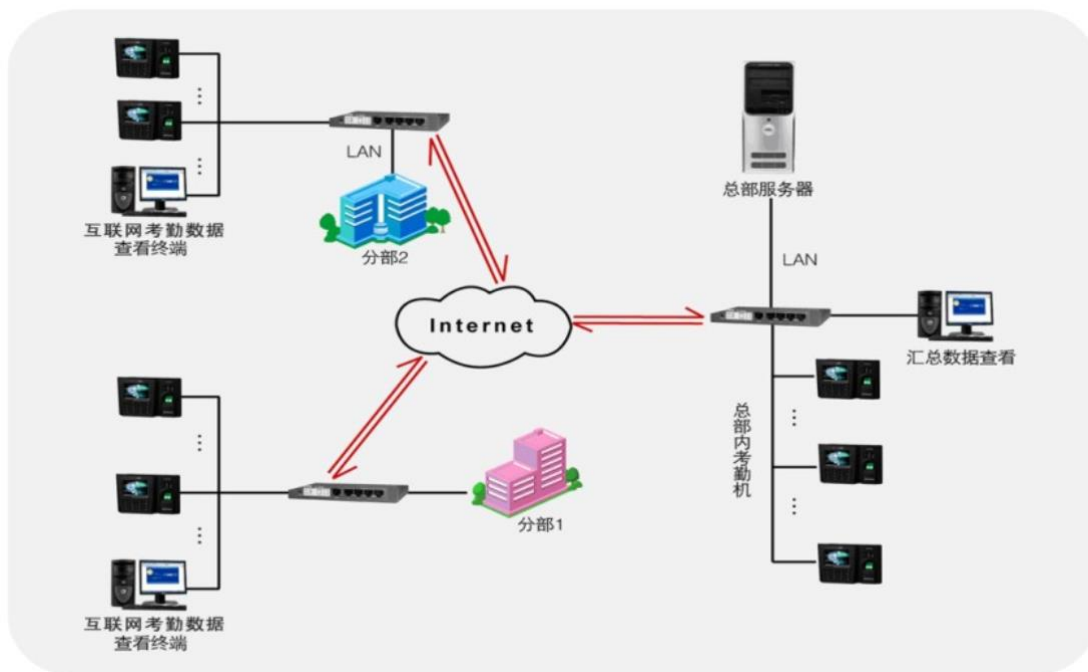 LAN
总部服务器
互联网考勤数据
查看终端
分部2
LAN
Internet
汇总数据查看
总部内考勤机
分部1
互联网考勤数据
查看终端